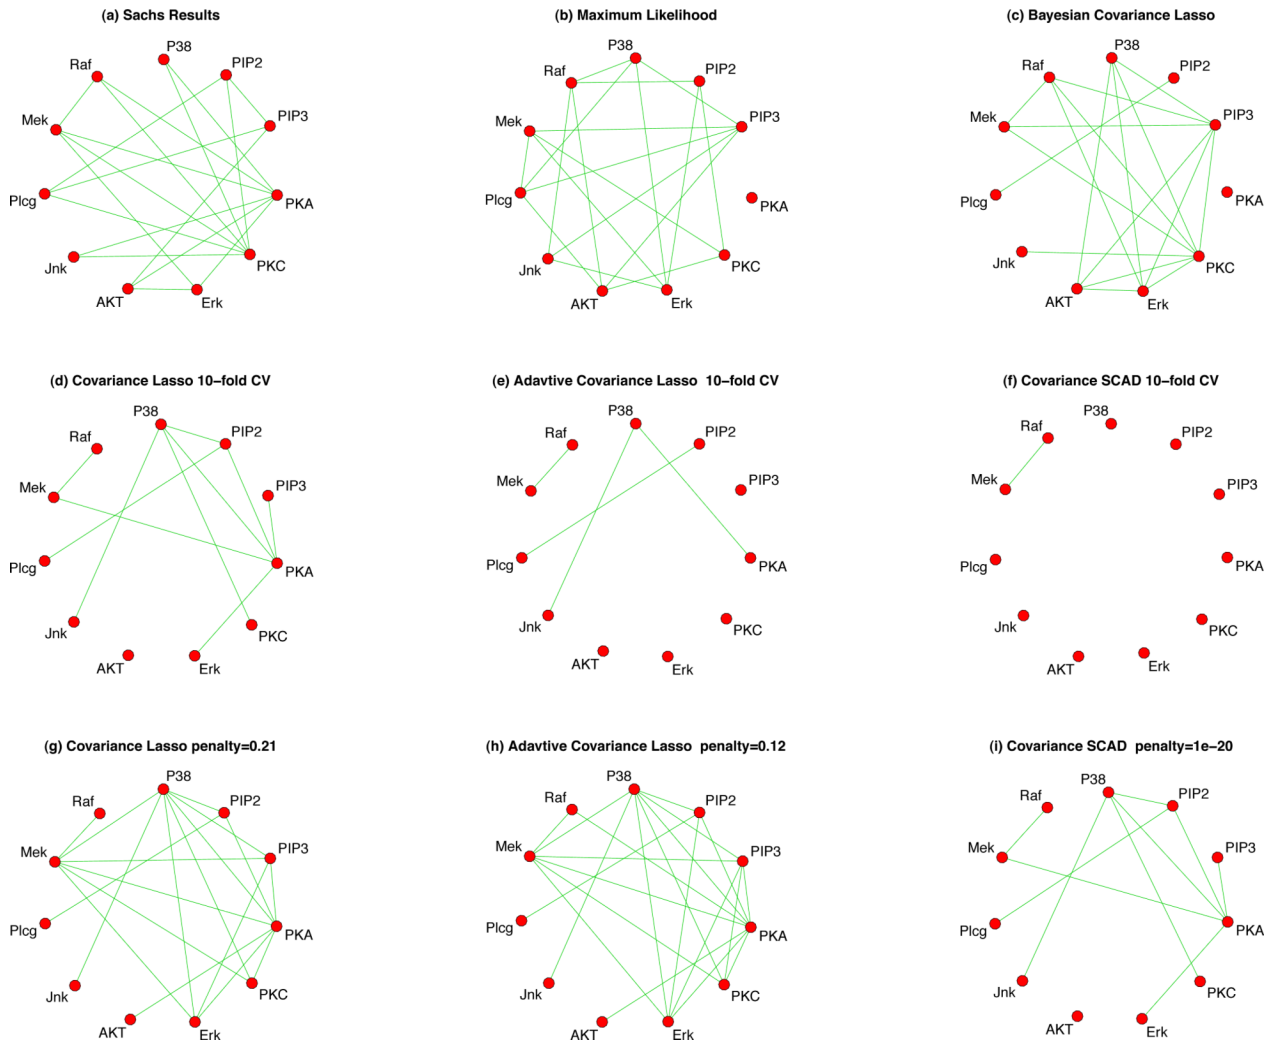 (a) Sachs Results
P38
Raf
PIP2
PIP3
Mek
Plcg
PKA
Jnk
PKC
AKT
Erk
(b) Maximum Likelihood
P38
Raf
PIP2
PIP3
Mek
Plcg
PKA
Jnk
PKC
AKT
Erk
(c) Bayesian Covariance Lasso
P38
Raf
PIP2
PIP3
Mek
Plcg
PKA
Jnk
PKC
AKT
Erk
(d) Covariance Lasso 10−fold CV
P38
Raf
PIP2
PIP3
Mek
Plcg
PKA
Jnk
PKC
AKT
Erk
(e) Adavtive Covariance Lasso 10−fold CV
P38
Raf
PIP2
PIP3
Mek
Plcg
PKA
Jnk
PKC
AKT
Erk
(f) Covariance SCAD 10−fold CV
P38
Raf
PIP2
PIP3
Mek
Plcg
PKA
Jnk
PKC
AKT
Erk
(g) Covariance Lasso penalty=0.21
P38
Raf
PIP2
PIP3
Mek
Plcg
PKA
Jnk
PKC
AKT
Erk
(h) Adavtive Covariance Lasso penalty=0.12
P38
Raf
PIP2
PIP3
Mek
Plcg
PKA
Jnk
PKC
AKT
Erk
(i) Covariance SCAD penalty=1e−20
P38
Raf
PIP2
PIP3
Mek
Plcg
PKA
Jnk
PKC
AKT
Erk